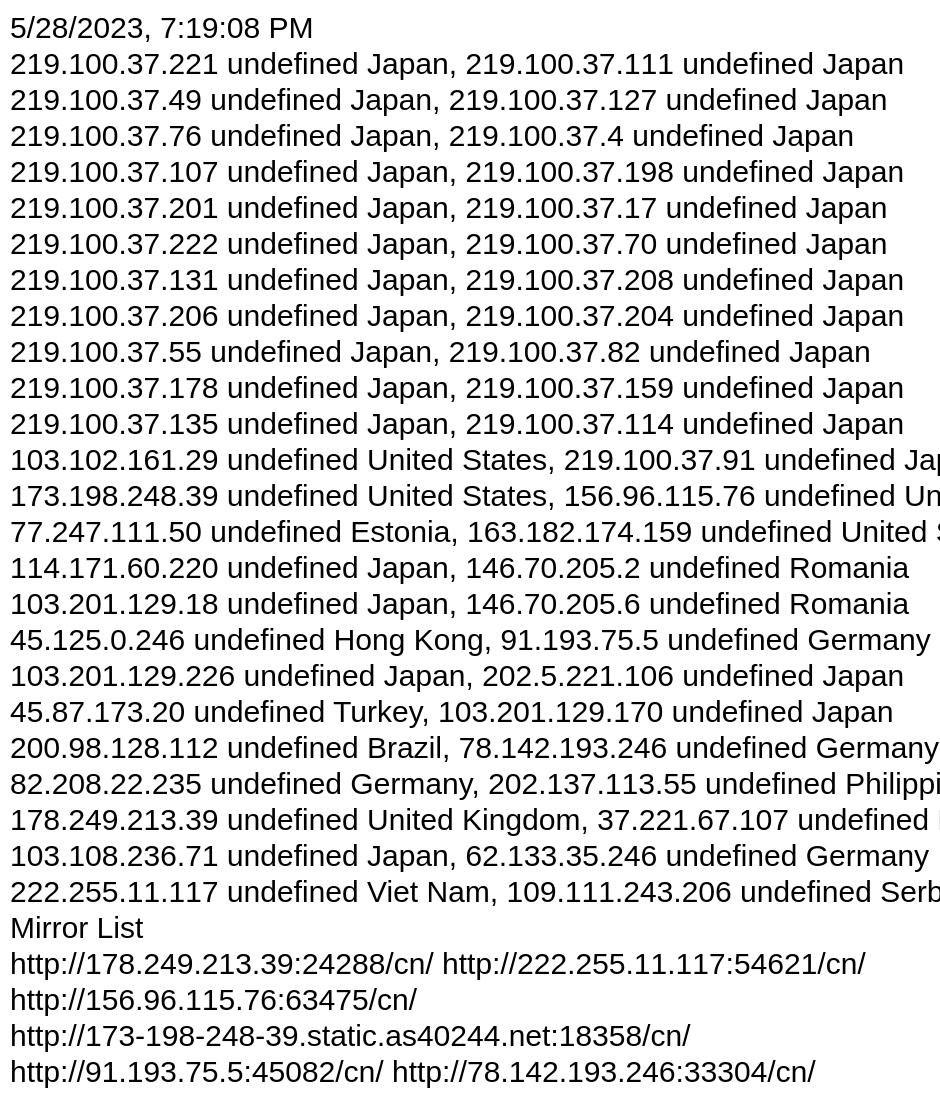 5/28/2023, 7:19:08 PM
219.100.37.221 undefined Japan, 219.100.37.111 undefined Japan
219.100.37.49 undefined Japan, 219.100.37.127 undefined Japan
219.100.37.76 undefined Japan, 219.100.37.4 undefined Japan
219.100.37.107 undefined Japan, 219.100.37.198 undefined Japan
219.100.37.201 undefined Japan, 219.100.37.17 undefined Japan
219.100.37.222 undefined Japan, 219.100.37.70 undefined Japan
219.100.37.131 undefined Japan, 219.100.37.208 undefined Japan
219.100.37.206 undefined Japan, 219.100.37.204 undefined Japan
219.100.37.55 undefined Japan, 219.100.37.82 undefined Japan
219.100.37.178 undefined Japan, 219.100.37.159 undefined Japan
219.100.37.135 undefined Japan, 219.100.37.114 undefined Japan
103.102.161.29 undefined United States, 219.100.37.91 undefined
173.198.248.39 undefined United States, 156.96.115.76 undefined
77.247.111.50 undefined Estonia, 163.182.174.159 undefined United
114.171.60.220 undefined Japan, 146.70.205.2 undefined Romania
103.201.129.18 undefined Japan, 146.70.205.6 undefined Romania
45.125.0.246 undefined Hong Kong, 91.193.75.5 undefined Germany
103.201.129.226 undefined Japan, 202.5.221.106 undefined Japan
45.87.173.20 undefined Turkey, 103.201.129.170 undefined Japan
200.98.128.112 undefined Brazil, 78.142.193.246 undefined Germany
82.208.22.235 undefined Germany, 202.137.113.55 undefined
178.249.213.39 undefined United Kingdom, 37.221.67.107 undefined
103.108.236.71 undefined Japan, 62.133.35.246 undefined Germany
222.255.11.117 undefined Viet Nam, 109.111.243.206 undefined
Mirror List
http://178.249.213.39:24288/cn/ http://222.255.11.117:54621/cn/
http://156.96.115.76:63475/cn/
http://173-198-248-39.static.as40244.net:18358/cn/
http://91.193.75.5:45082/cn/ http://78.142.193.246:33304/cn/